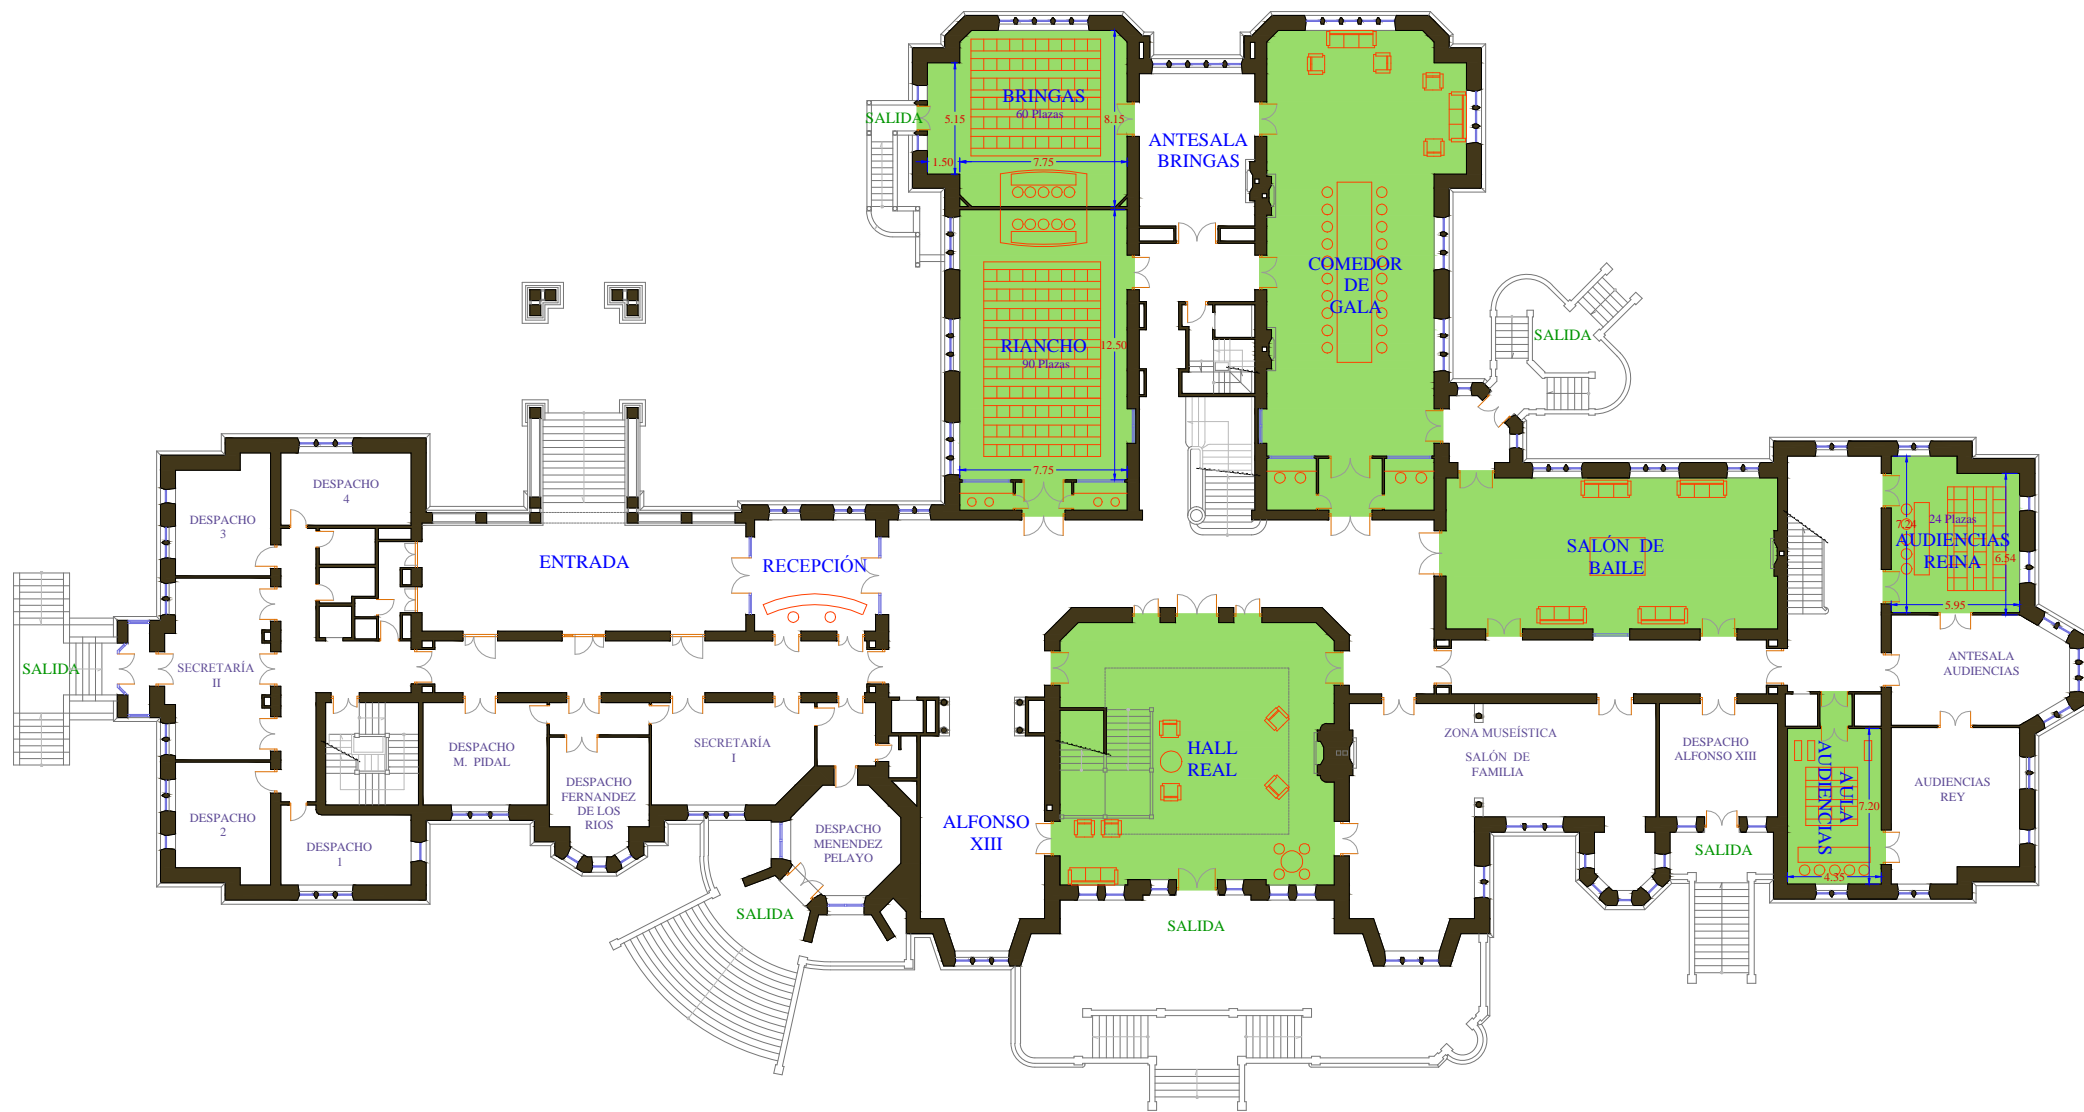 BRINGAS
60 Plazas
5.15
8.15
1.50
7.75
SALIDA
ANTESALA
BRINGAS
COMEDOR
DE
GALA
RIANCHO
90 Plazas
12.50
7.75
SALIDA
DESPACHO
4
DESPACHO
3
ENTRADA
RECEPCIÓN
SALÓN DE
BAILE
24 Plazas
7.24
AUDIENCIAS
REINA
6.54
5.95
SALIDA
SECRETARÍA
II
ANTESALA
AUDIENCIAS
DESPACHO
M. PIDAL
SECRETARÍA
I
DESPACHO
FERNANDEZ
DE LOS
RIOS
HALL
REAL
ZONA MUSEÍSTICA
SALÓN DE
FAMILIA
DESPACHO
ALFONSO XIII
AULA
AUDIENCIAS
7.20
4.35
AUDIENCIAS
REY
DESPACHO
2
DESPACHO
1
DESPACHO
MENENDEZ
PELAYO
ALFONSO
XIII
SALIDA
SALIDA
SALIDA